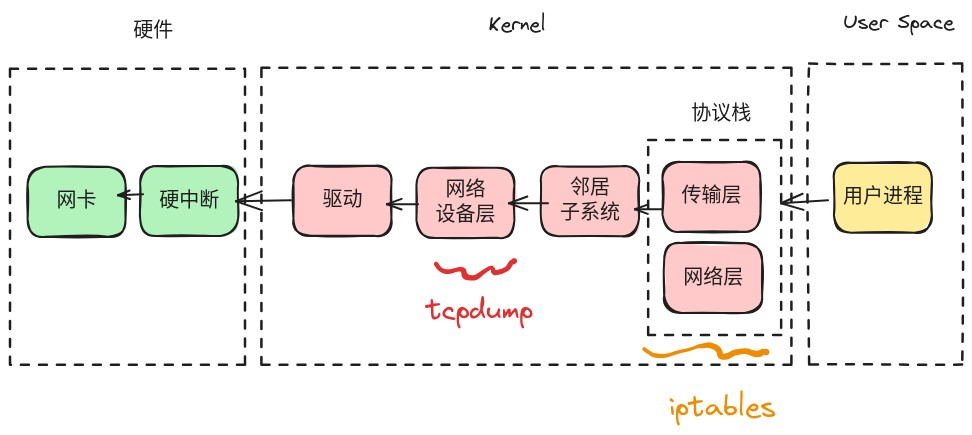 硬件
Kernel
User Space
协议栈
网卡
硬中断
驱动
网络
设备层
邻居
子系统
传输层
网络层
用户进程
tcpdump
iptables